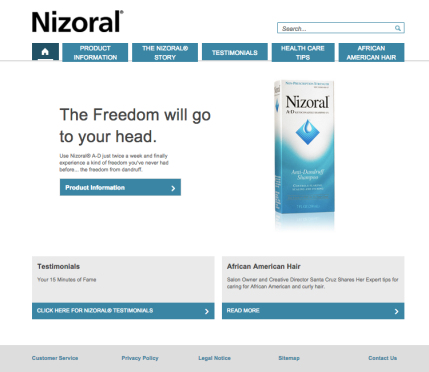 Nizoral®
Search...
PRODUCT INFORMATION
THE NIZORAL® STORY
TESTIMONIALS
HEALTH CARE TIPS
AFRICAN AMERICAN HAIR
The Freedom will go
to your head.
Use Nizoral® A-D just twice a week and finally
experience a kind of freedom you've never had
before... the freedom from dandruff.
Product Information
Nizoral®
A-D
Anti-Dandruff
Shampoo
Testimonials
Your 15 Minutes of Fame
CLICK HERE FOR NIZORAL® TESTIMONIALS
African American Hair
Salon Owner and Creative Director Santa Cruz Shares Her Expert tips for
caring for African American and curly hair.
READ MORE
Customer Service
Privacy Policy
Legal Notice
Sitemap
Contact Us